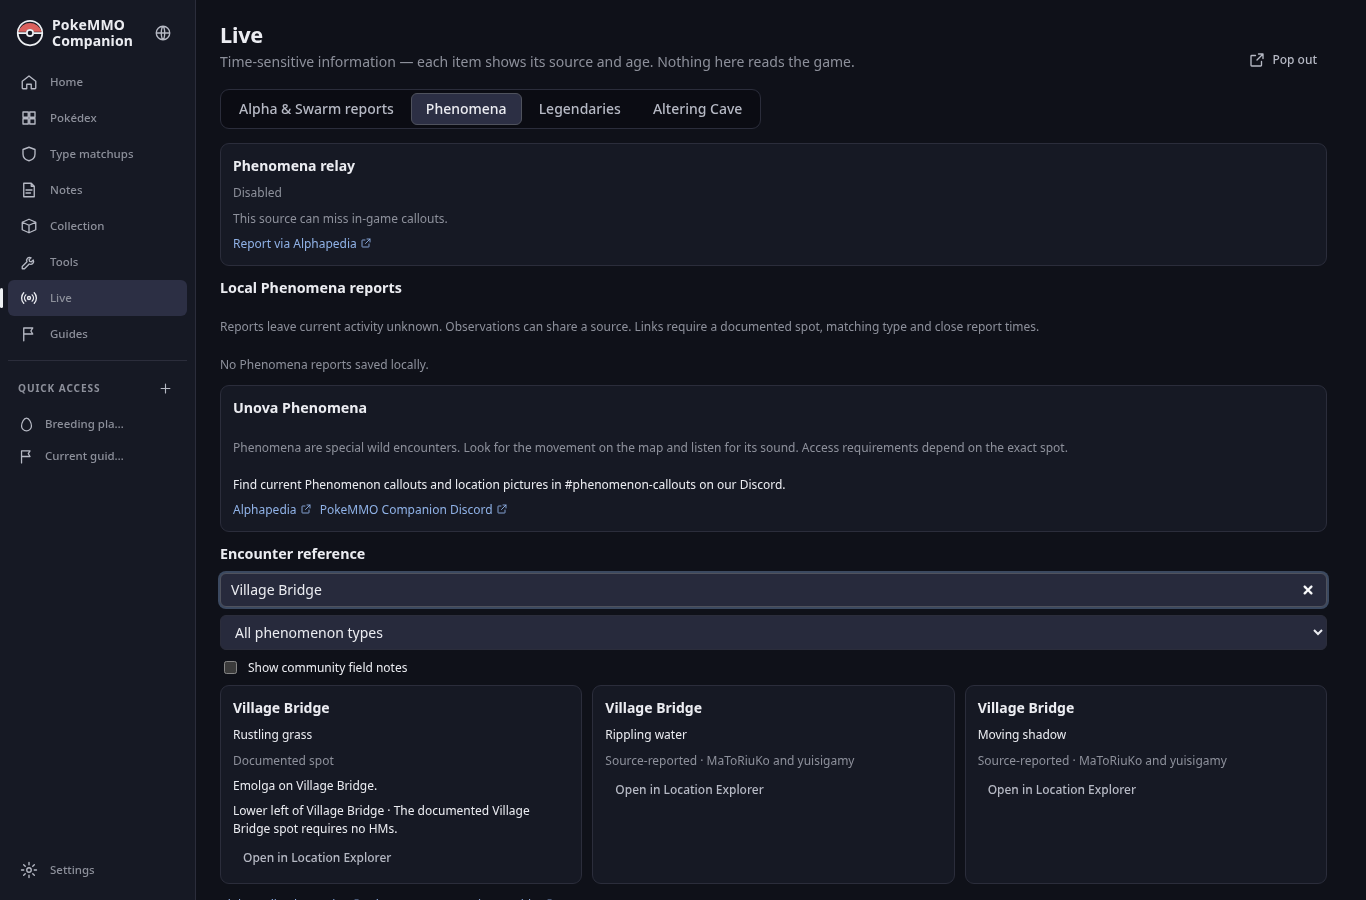 PokeMMO
Companion
Home
Pokédex
Type matchups
Notes
Collection
Tools
Live
Guides
QUICK ACCESS
Breeding pla...
Current guid...
Settings
Live
Time-sensitive information — each item shows its source and age. Nothing here reads the game.
Pop out
Alpha & Swarm reports
Phenomena
Legendaries
Altering Cave
Phenomena relay
Disabled
This source can miss in-game callouts.
Report via Alphapedia
Local Phenomena reports
Reports leave current activity unknown. Observations can share a source. Links require a documented spot, matching type and close report times.
No Phenomena reports saved locally.
Unova Phenomena
Phenomena are special wild encounters. Look for the movement on the map and listen for its sound. Access requirements depend on the exact spot.
Find current Phenomenon callouts and location pictures in #phenomenon-callouts on our Discord.
Alphapedia PokeMMO Companion Discord
Encounter reference
Village Bridge
All phenomenon types
Show community field notes
Village Bridge
Rustling grass
Documented spot
Emolga on Village Bridge.
Lower left of Village Bridge · The documented Village
Bridge spot requires no HMs.
Open in Location Explorer
Village Bridge
Rippling water
Source-reported · MaToRiuKo and yuisigamy
Open in Location Explorer
Village Bridge
Moving shadow
Source-reported · MaToRiuKo and yuisigamy
Open in Location Explorer